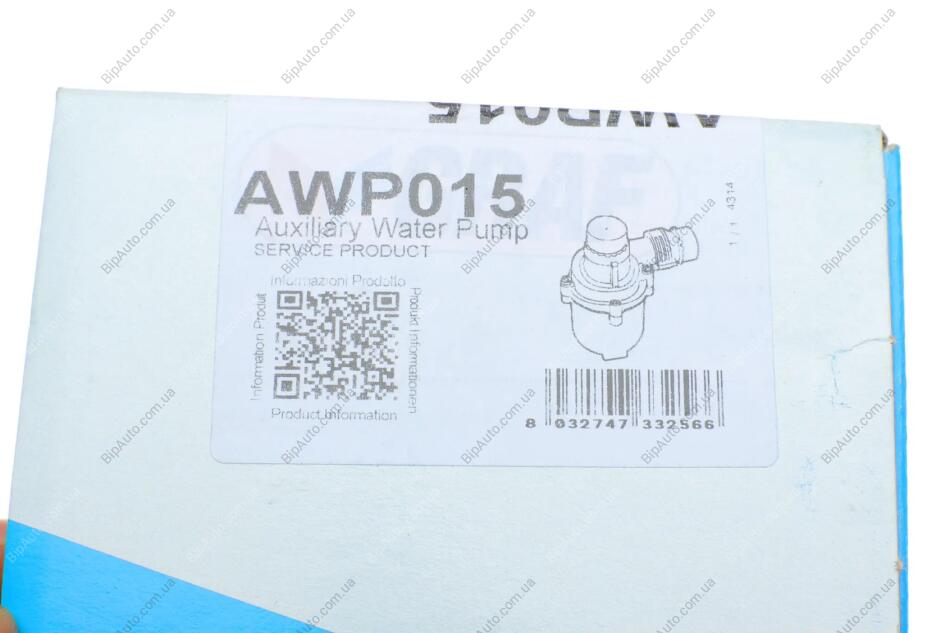 AWP015
AWP015
Auxiliary Water Pump
SERVICE PRODUCT
1 / 1 4314
Informazioni Prodotto
Information Produit
Produkt Informationen
Product Information
8 032747 332566
BipAuto.com.ua